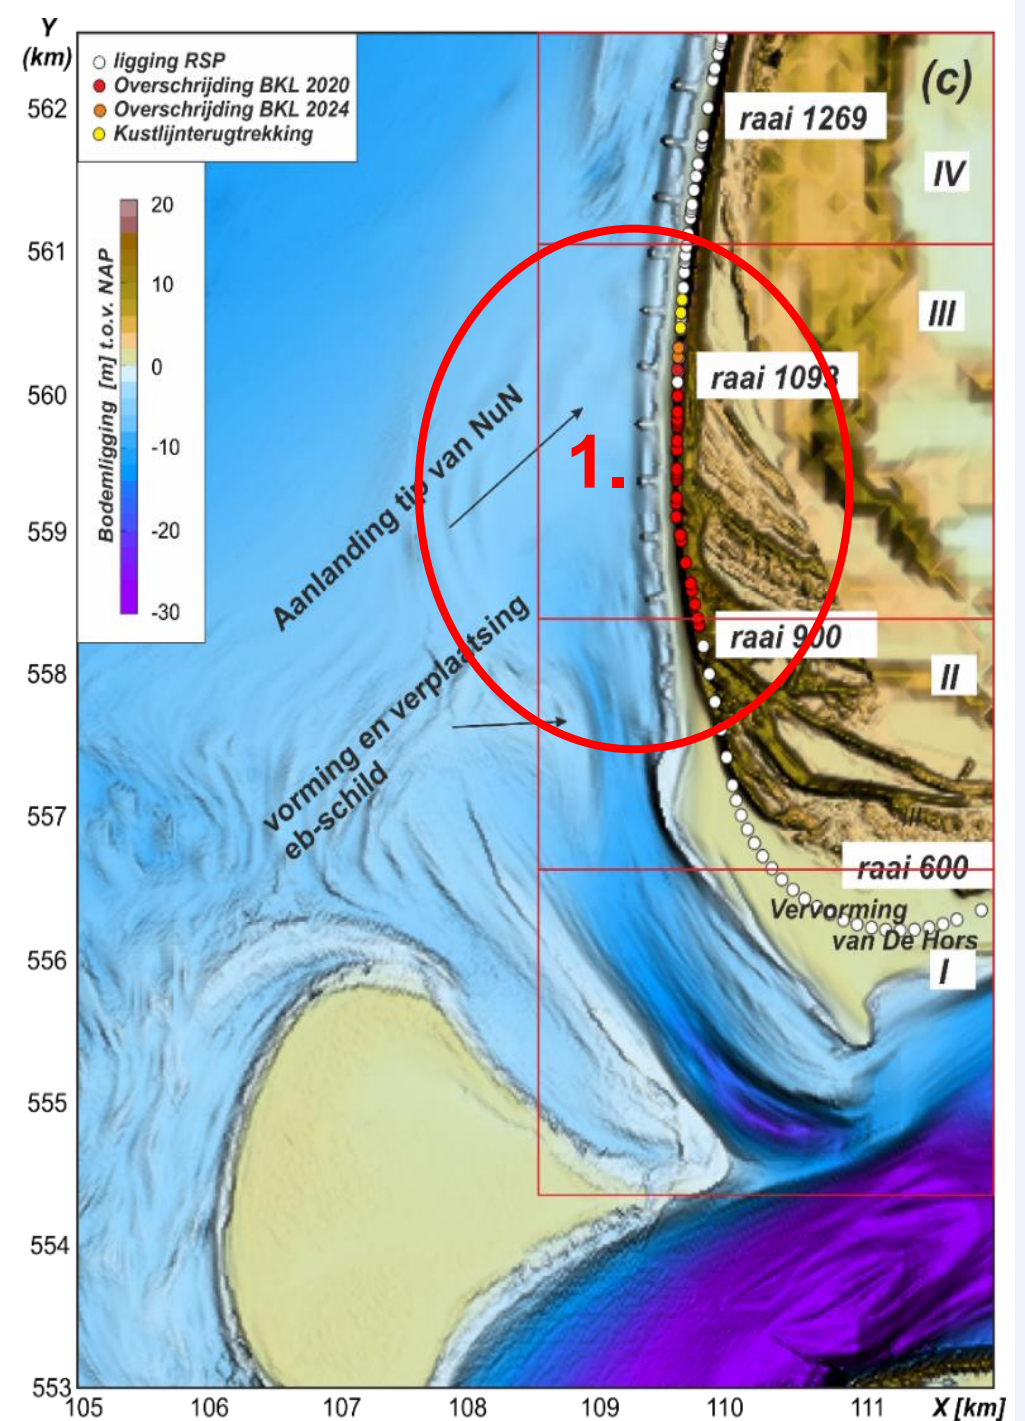 Y
(km)
ligging RSP
Overschrijding BKL 2020
Overschrijding BKL 2024
Kustlijnterugtrekking
(c)
562
raai 1269
IV
20
561
10
III
0
560
raai 1093
-10
Bodemligging [m] t.o.v. NAP
1.
Aanlanding tip van NuN
559
-20
-30
raai 900
558
II
vorming en verplaatsing
eb-schild
557
raai 600
Vervorming
van De Hors
556
I
555
554
553
105 106 107 108 109 110 111 X [km]